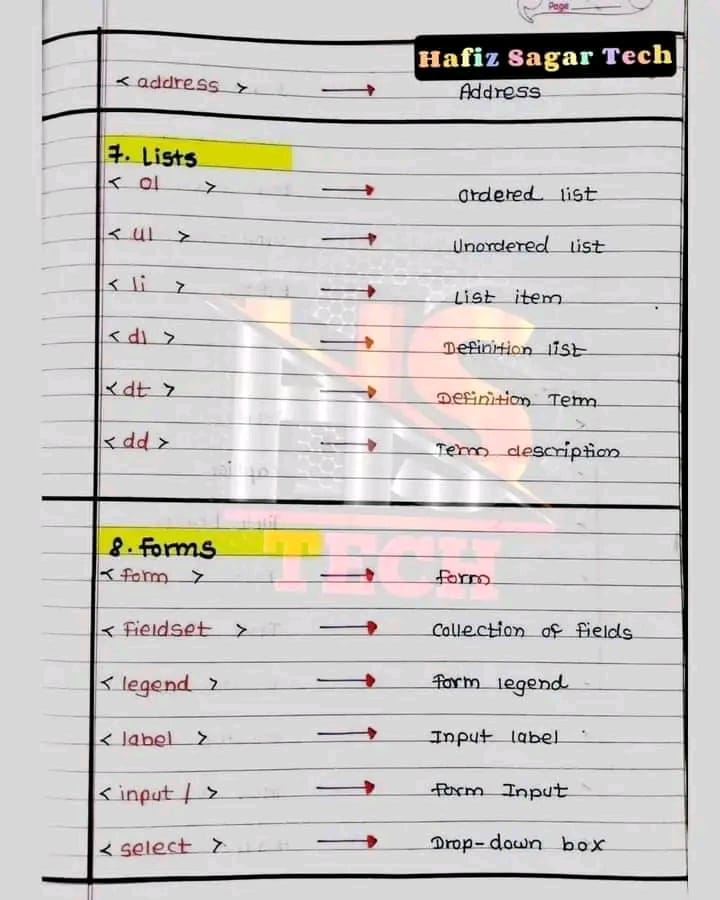 Page
Hafiz Sagar Tech
< address > → Address
7. Lists
< ol > → ordered list
< ul > → Unordered list
< li > → List item
< dl > → Definition list
< dt > → Definition Term
< dd > → Term description
HS
TECH
8. Forms
< form > → form
< fieldset > → Collection of fields
< legend > → form legend
< label > → Input label
< input / > → form Input
< select > → Drop-down box